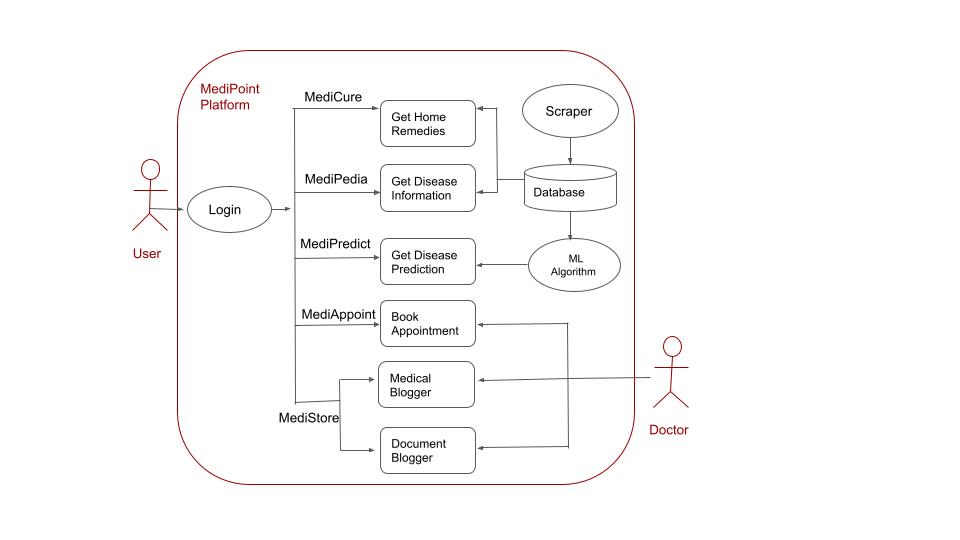 MediPoint
Platform
MediCure
Get Home
Remedies
Scraper
MediPedia
Get Disease
Information
Database
Login
User
MediPredict
Get Disease
Prediction
ML
Algorithm
MediAppoint
Book
Appointment
Medical
Blogger
MediStore
Document
Blogger
Doctor